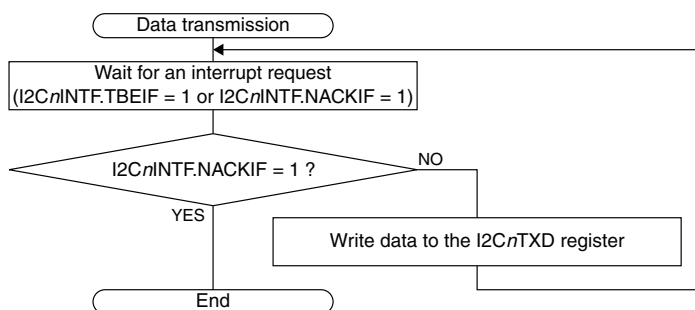 Data transmission
Wait for an interrupt request
(I2CnINTF.TBEIF = 1 or I2CnINTF.NACKIF = 1)
I2CnINTF.NACKIF = 1 ?
NO
YES
Write data to the I2CnTXD register
End